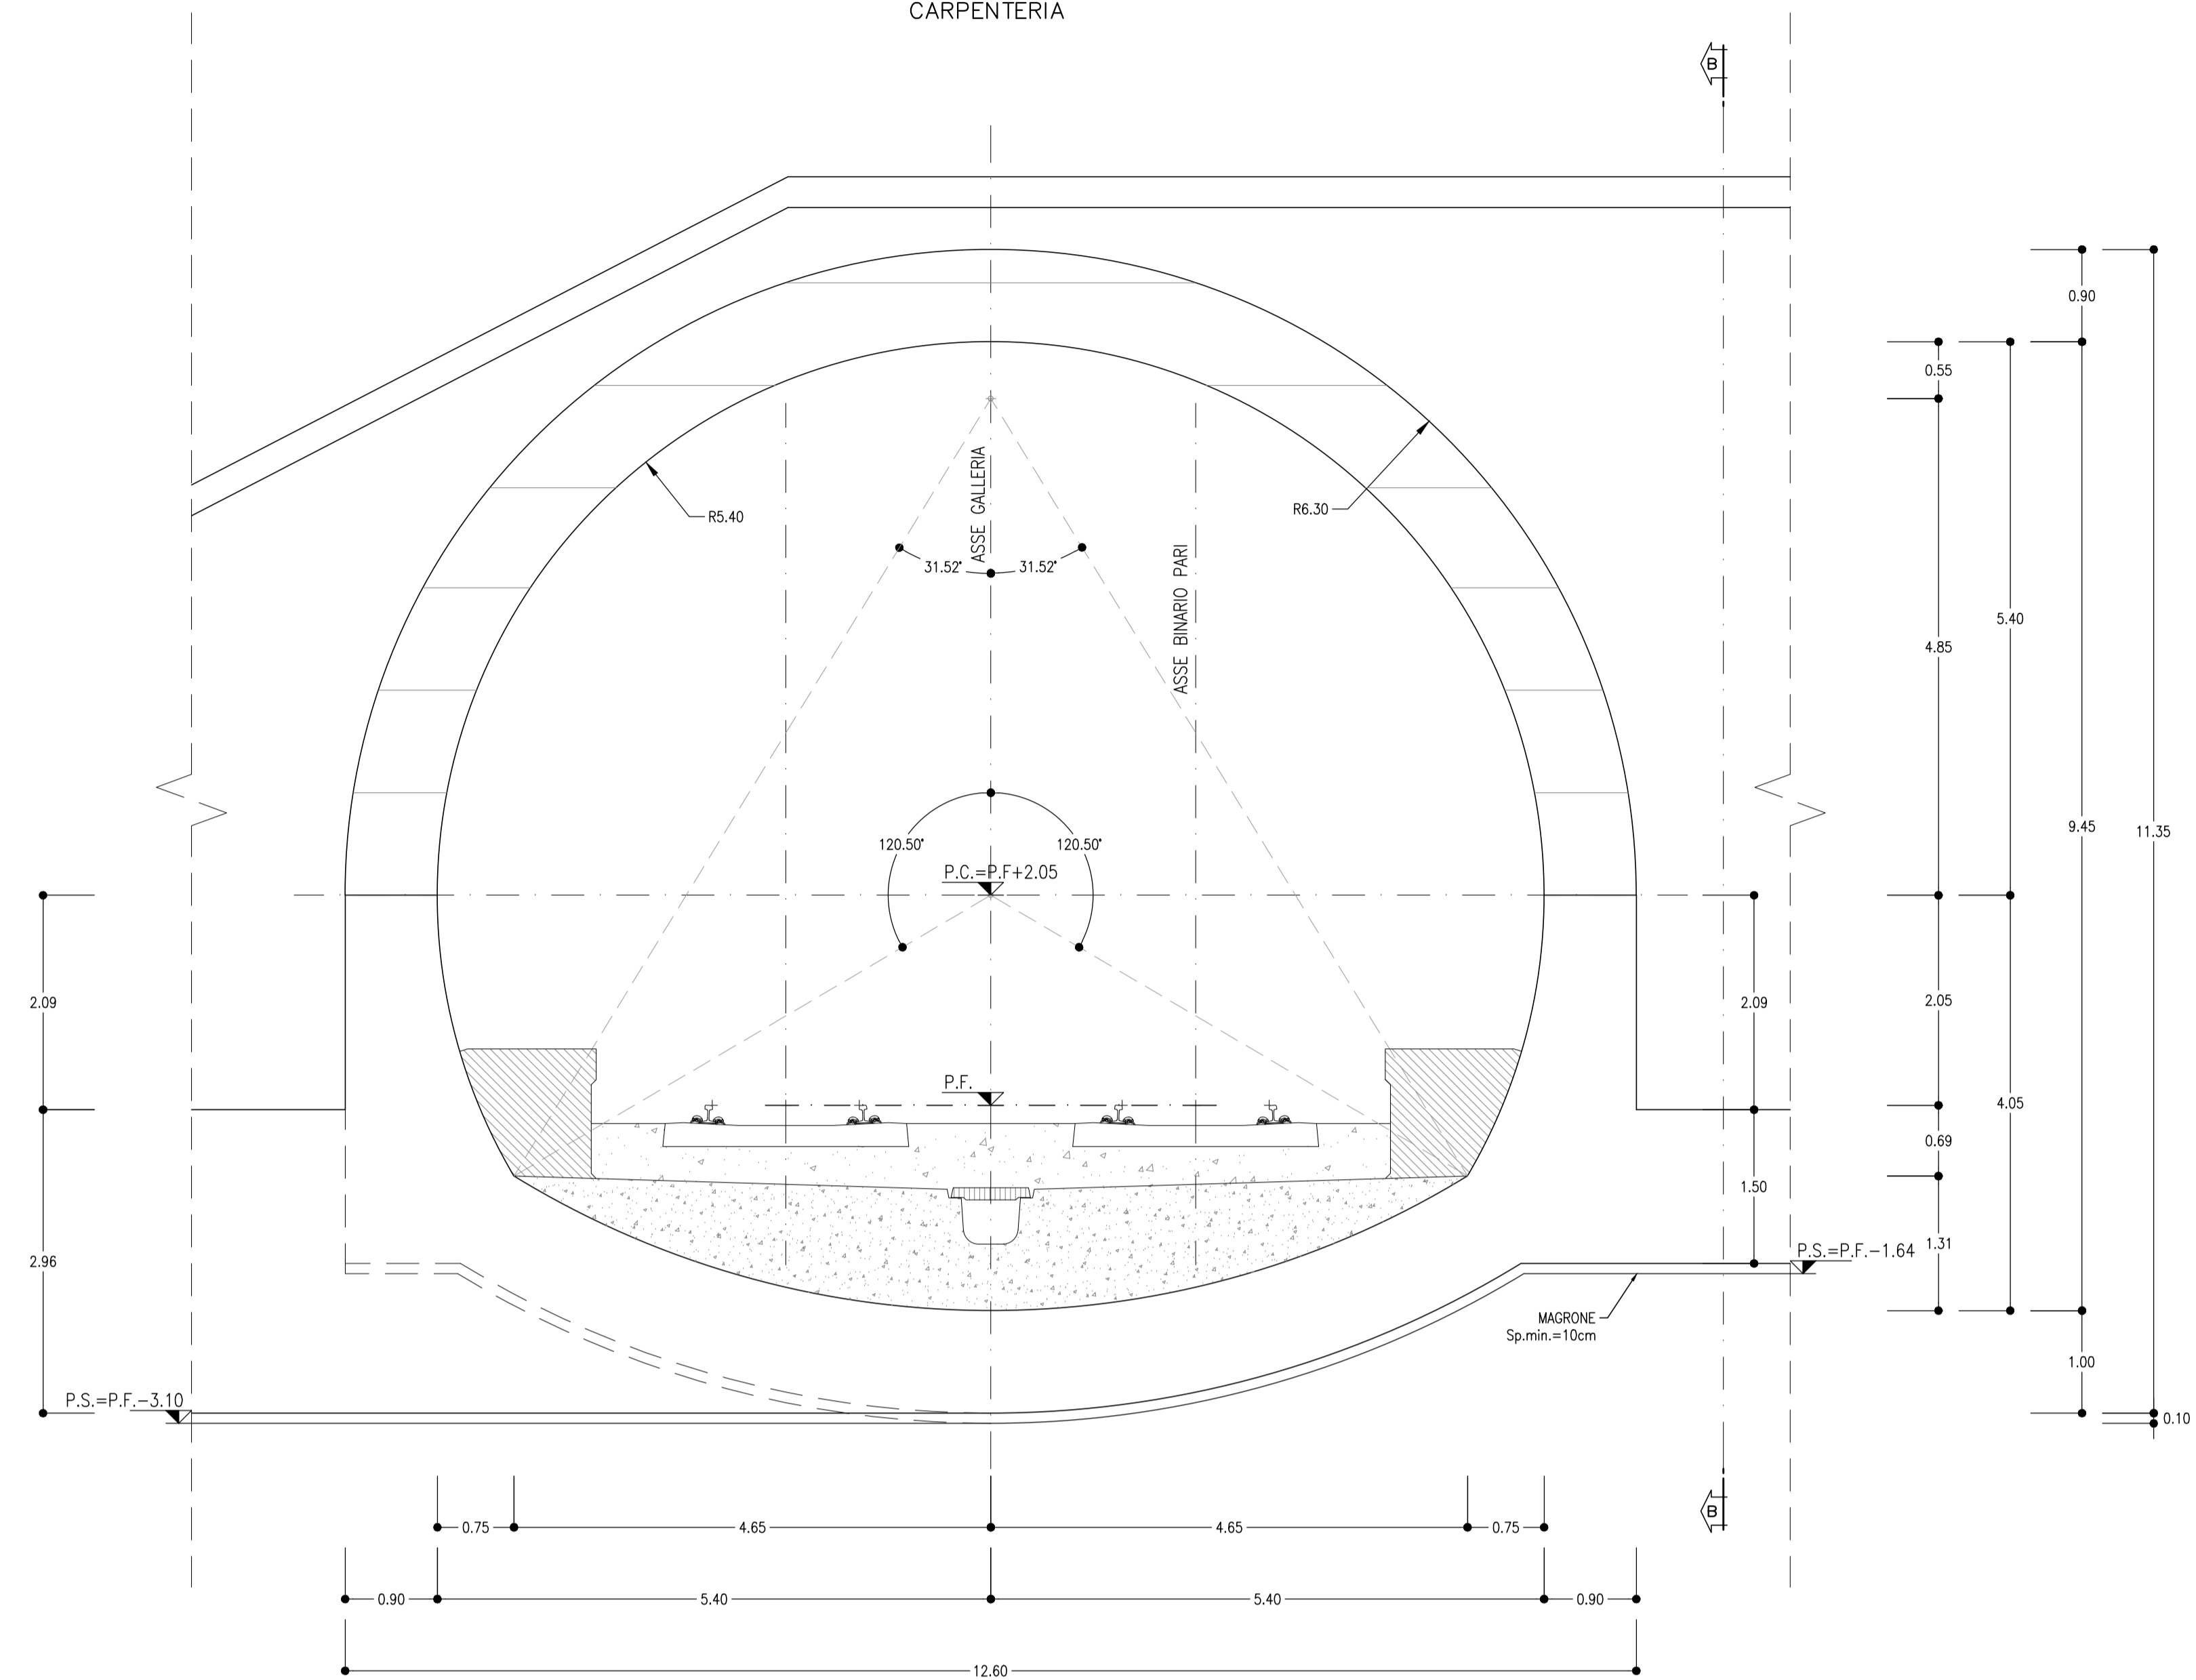 CARPENTERIA
B
0.90
0.55
ASSE GALLERIA
R5.40
R6.30
31.52°
31.52°
ASSE BINARIO PARI
5.40
4.85
120.50°
120.50°
9.45
11.35
P.C.=P.F+2.05
2.09
2.09
2.05
P.F.
4.05
0.69
1.50
2.96
1.31
P.S.=P.F.-1.64
MAGRONE
Sp.min.=10cm
1.00
P.S.=P.F.-3.10
0.10
B
0.75
4.65
4.65
0.75
0.90
5.40
5.40
0.90
12.60